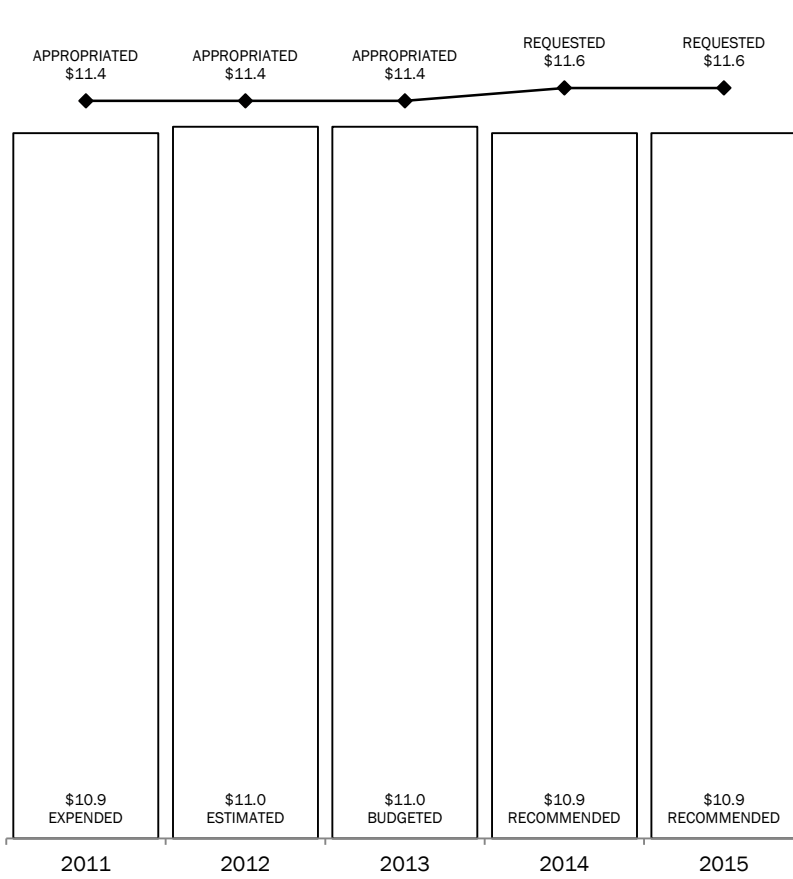 APPROPRIATED
$11.4
APPROPRIATED
$11.4
APPROPRIATED
$11.4
REQUESTED
$11.6
REQUESTED
$11.6
$10.9
EXPENDED
$11.0
ESTIMATED
$11.0
BUDGETED
$10.9
RECOMMENDED
$10.9
RECOMMENDED
2011
2012
2013
2014
2015